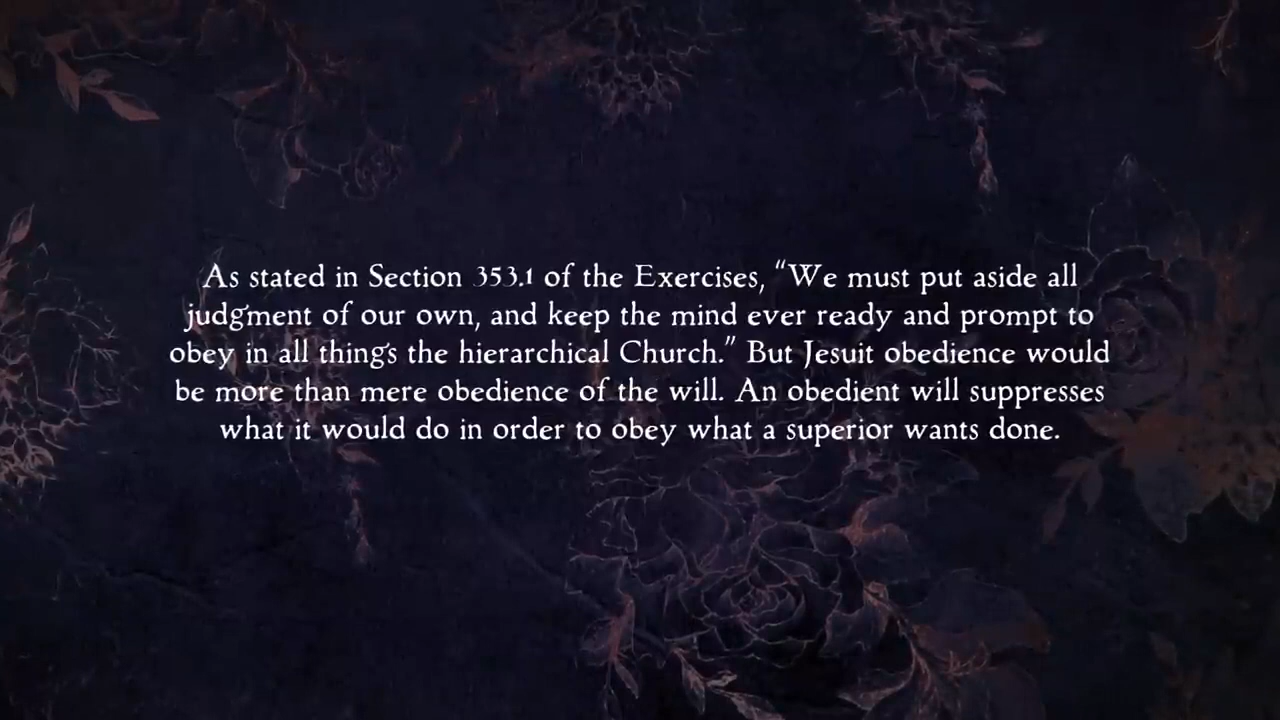 As stated in Section 353.1 of the Exercises, “We must put aside all
judgment of our own, and keep the mind ever ready and prompt to
obey in all things the hierarchical Church.” But Jesuit obedience would
be more than mere obedience of the will. An obedient will suppresses
what it would do in order to obey what a superior wants done.